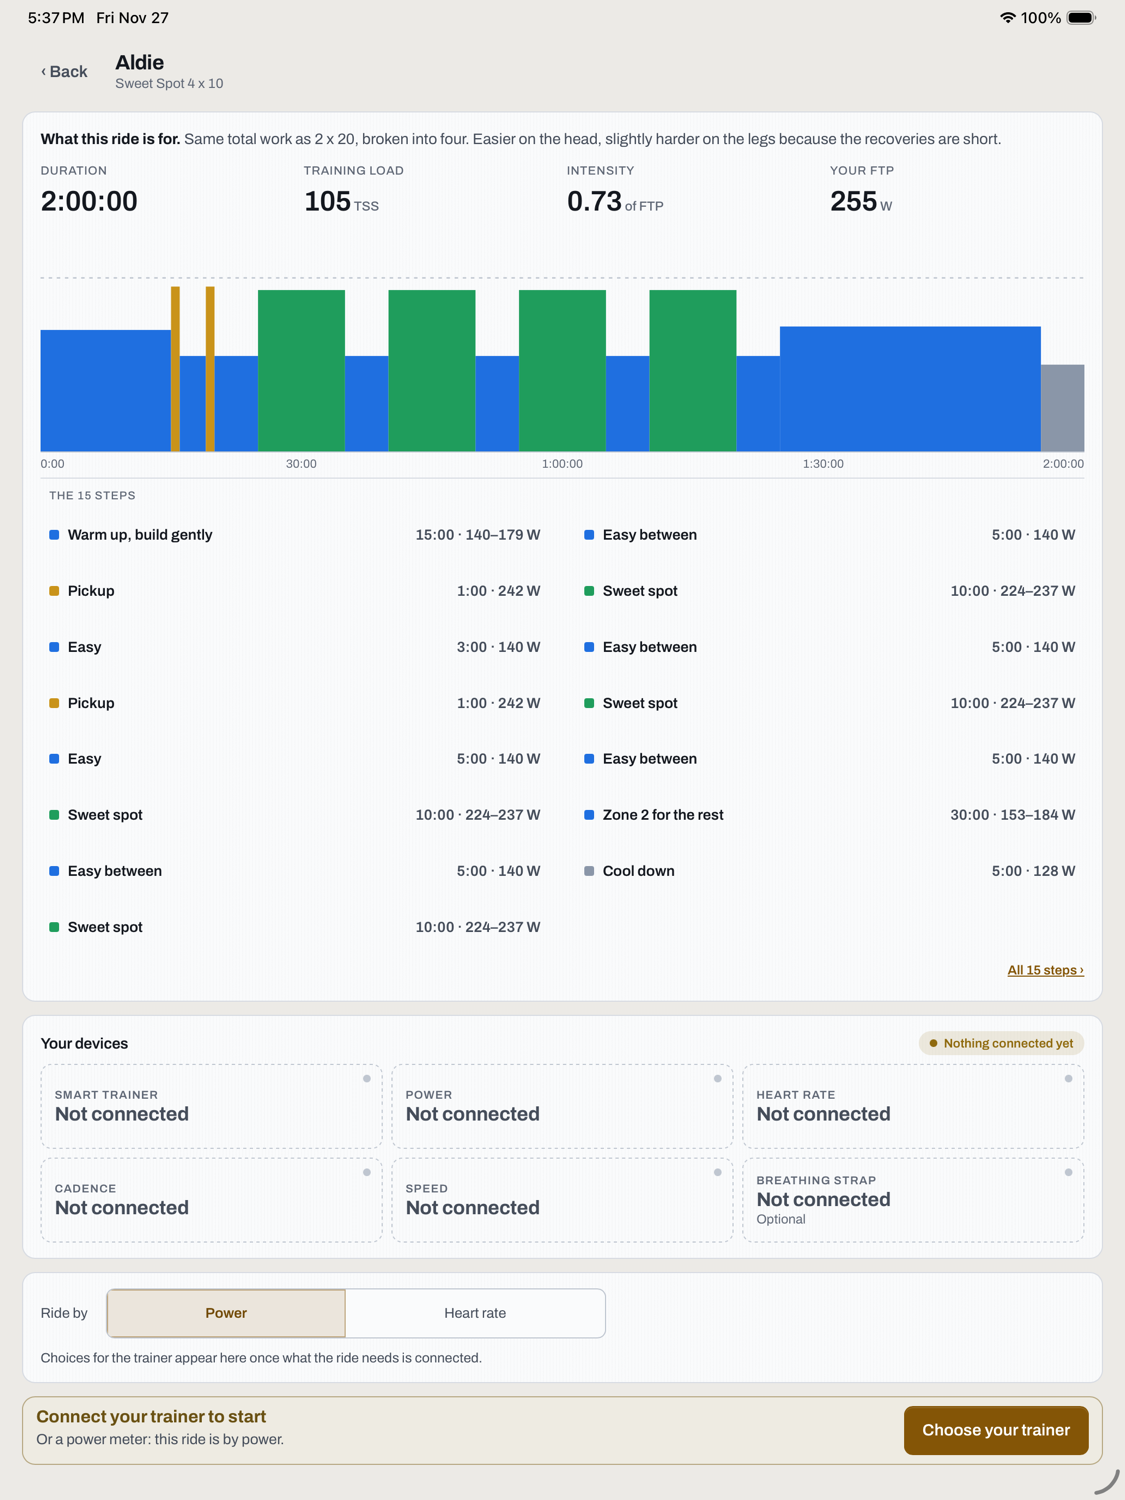 5:37 PM Fri Nov 27
100%
‹ Back
Aldie
Sweet Spot 4 x 10
What this ride is for. Same total work as 2 x 20, broken into four. Easier on the head, slightly harder on the legs because the recoveries are short.
DURATION
2:00:00
TRAINING LOAD
105 TSS
INTENSITY
0.73 of FTP
YOUR FTP
255 W
0:00 30:00 1:00:00 1:30:00 2:00:00
THE 15 STEPS
Warm up, build gently 15:00 · 140–179 W
Pickup 1:00 · 242 W
Easy 3:00 · 140 W
Pickup 1:00 · 242 W
Easy 5:00 · 140 W
Sweet spot 10:00 · 224–237 W
Easy between 5:00 · 140 W
Sweet spot 10:00 · 224–237 W
Easy between 5:00 · 140 W
Sweet spot 10:00 · 224–237 W
Easy between 5:00 · 140 W
Sweet spot 10:00 · 224–237 W
Easy between 5:00 · 140 W
Zone 2 for the rest 30:00 · 153–184 W
Cool down 5:00 · 128 W
All 15 steps ›
Your devices
Nothing connected yet
SMART TRAINER
Not connected
POWER
Not connected
HEART RATE
Not connected
CADENCE
Not connected
SPEED
Not connected
BREATHING STRAP
Not connected
Optional
Ride by
Power
Heart rate
Choices for the trainer appear here once what the ride needs is connected.
Connect your trainer to start
Or a power meter: this ride is by power.
Choose your trainer